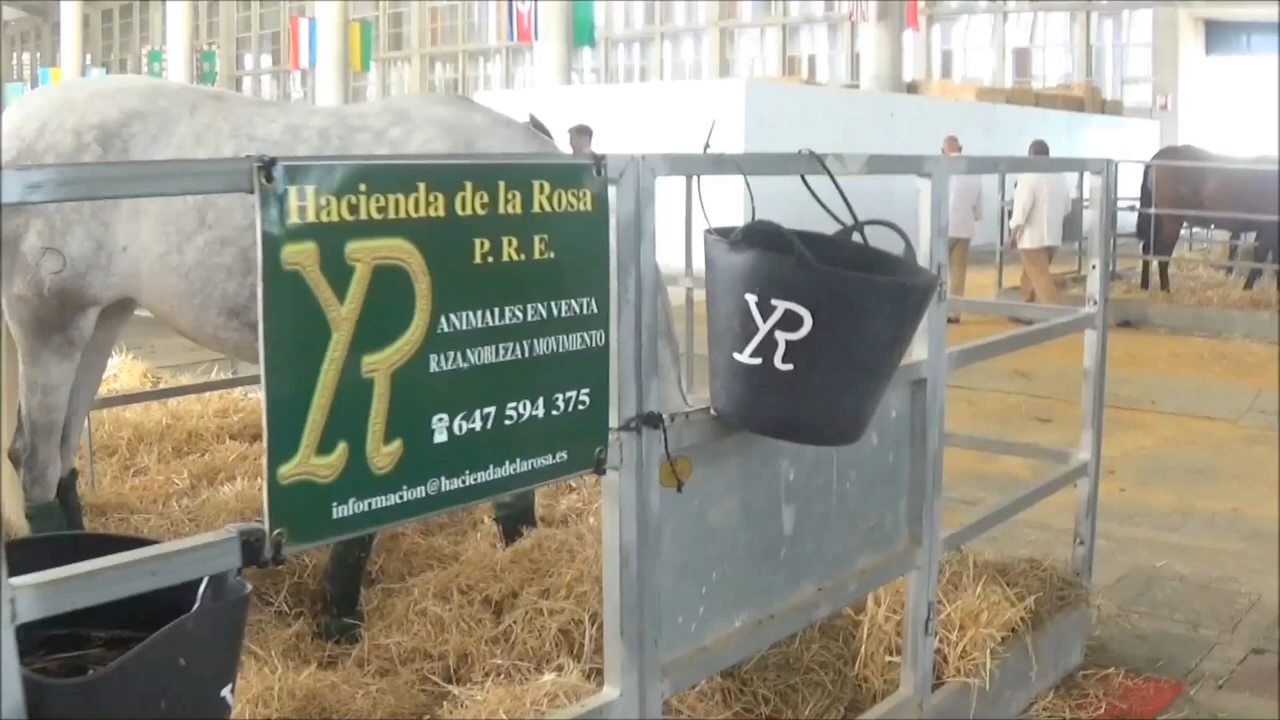 Hacienda de la Rosa
P. R. E.
YR
ANIMALES EN VENTA
RAZA,NOBLEZA Y MOVIMIENTO
647 594 375
informacion@haciendadelarosa.es
YR